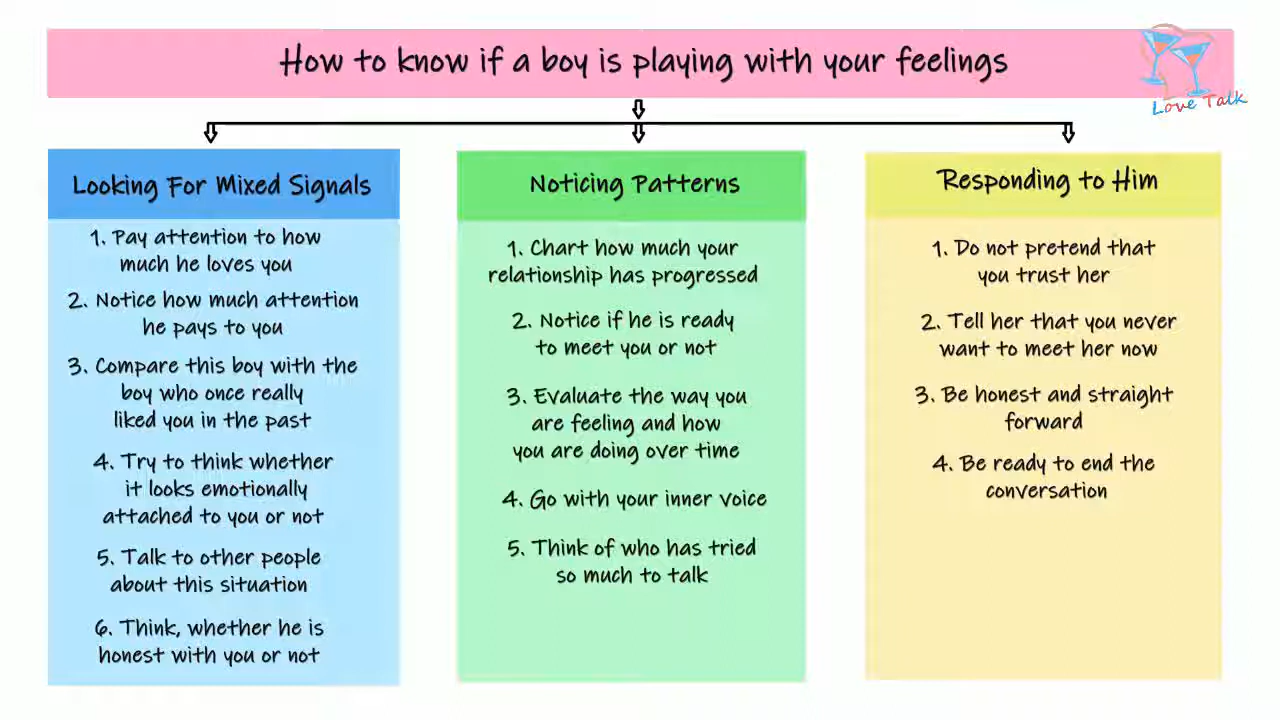 How to know if a boy is playing with your feelings
Love Talk
Looking For Mixed Signals
1. Pay attention to how
much he loves you
2. Notice how much attention
he pays to you
3. Compare this boy with the
boy who once really
liked you in the past
4. Try to think whether
it looks emotionally
attached to you or not
5. Talk to other people
about this situation
6. Think, whether he is
honest with you or not
Noticing Patterns
1. Chart how much your
relationship has progressed
2. Notice if he is ready
to meet you or not
3. Evaluate the way you
are feeling and how
you are doing over time
4. Go with your inner voice
5. Think of who has tried
so much to talk
Responding to Him
1. Do not pretend that
you trust her
2. Tell her that you never
want to meet her now
3. Be honest and straight
forward
4. Be ready to end the
conversation